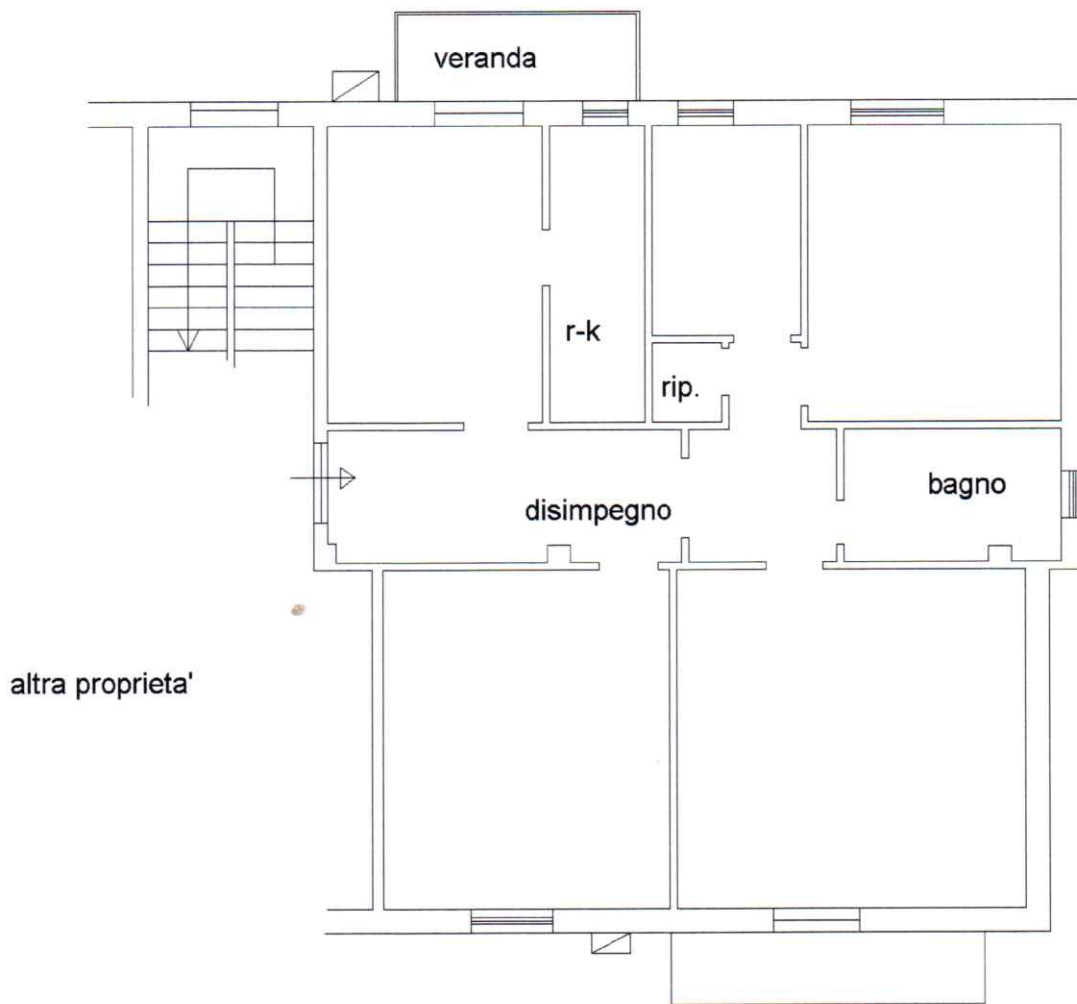 veranda
r-k
rip.
bagno
disimpegno
altra proprieta'